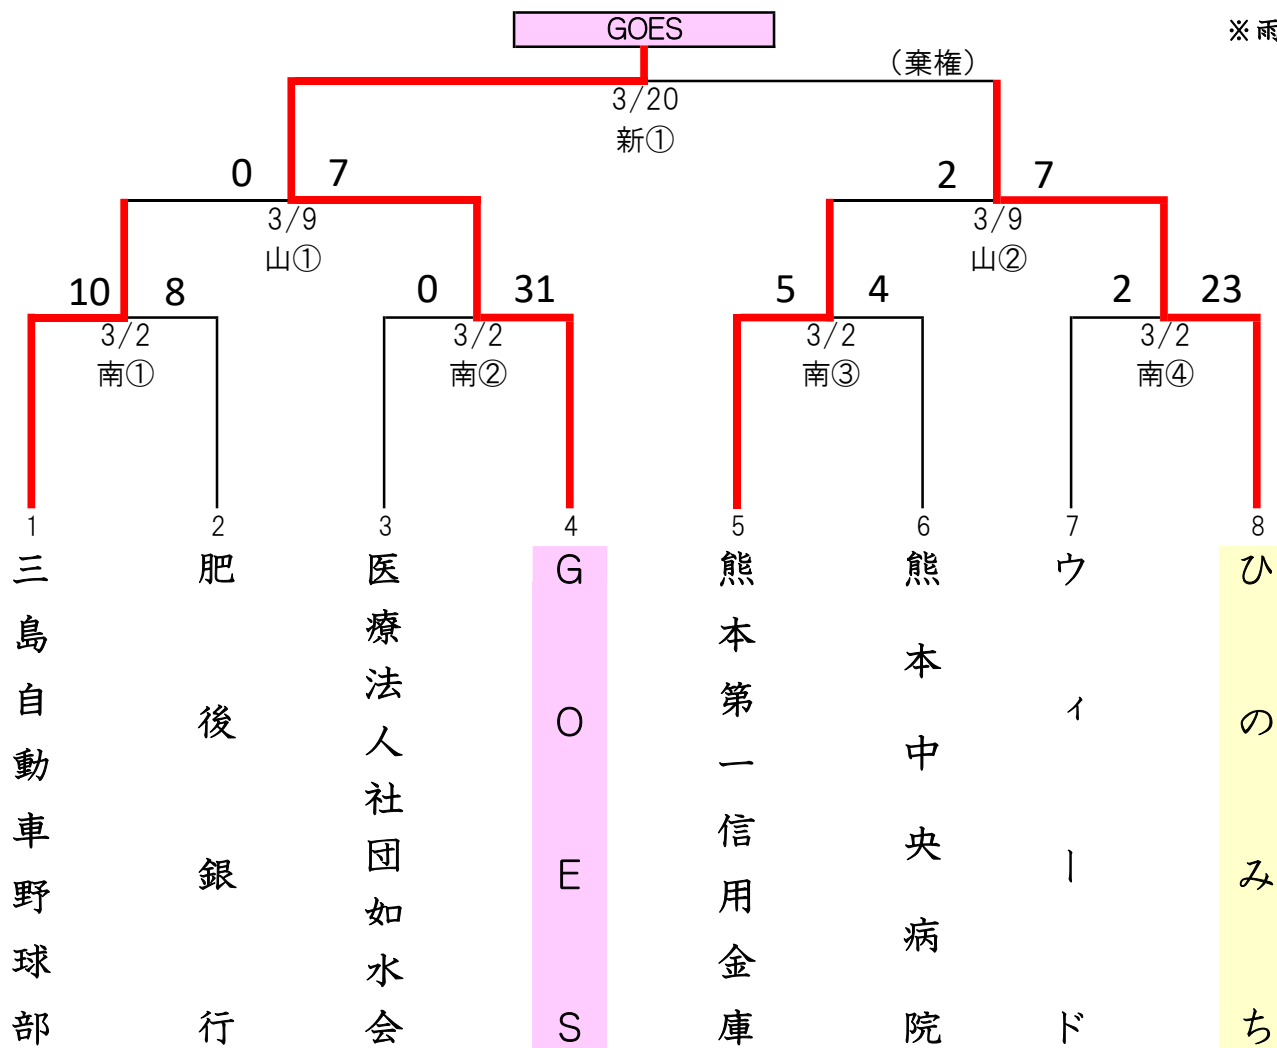 GOES
※雨
（棄権）
3/20
新①
0 7
2 7
3/9
山①
3/9
山②
10 8
0 31
5 4
2 23
3/2
南①
3/2
南②
3/2
南③
3/2
南④
1
2
3
4
5
6
7
8
三島自動車野球部
肥後銀行
医療法人社団如水会
GOES
熊本第一信用金庫
熊本中央病院
ウィード
ひのみち